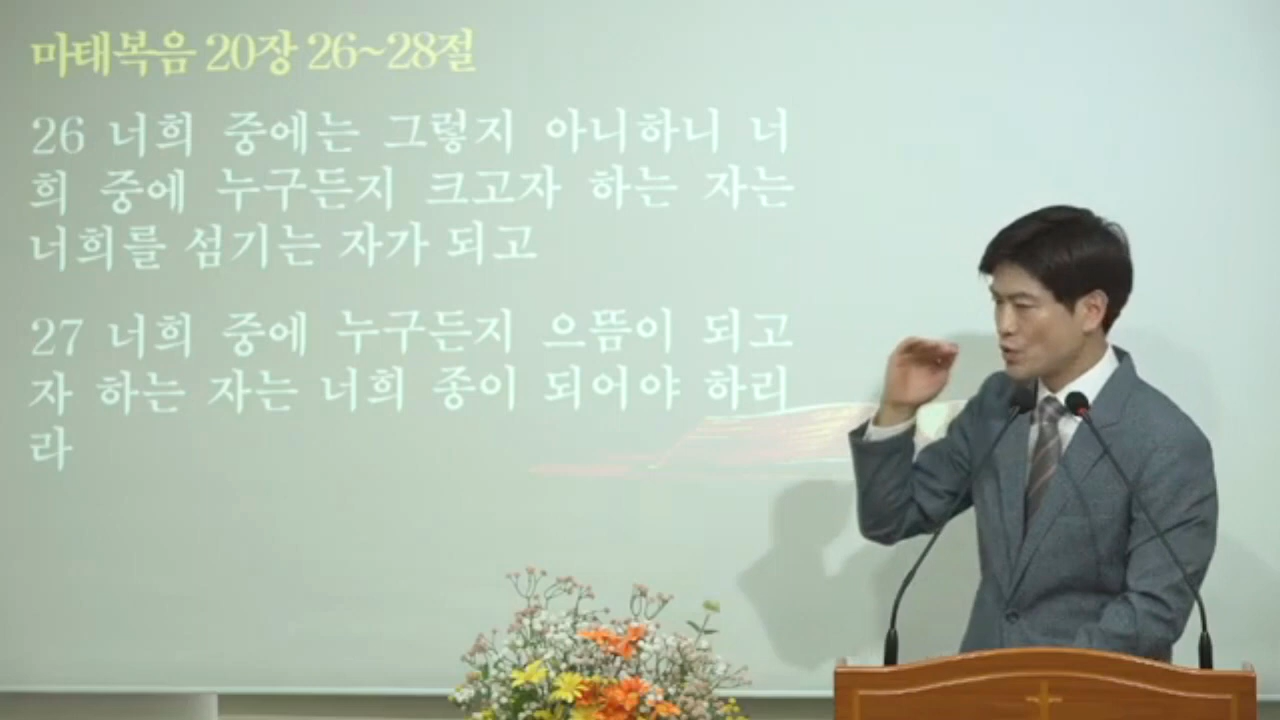 마태복음 20장 26~28절
26 너희 중에는 그렇지 아니하니 너
희 중에 누구든지 크고자 하는 자는
너희를 섬기는 자가 되고
27 너희 중에 누구든지 으뜸이 되고
자 하는 자는 너희 종이 되어야 하리
라